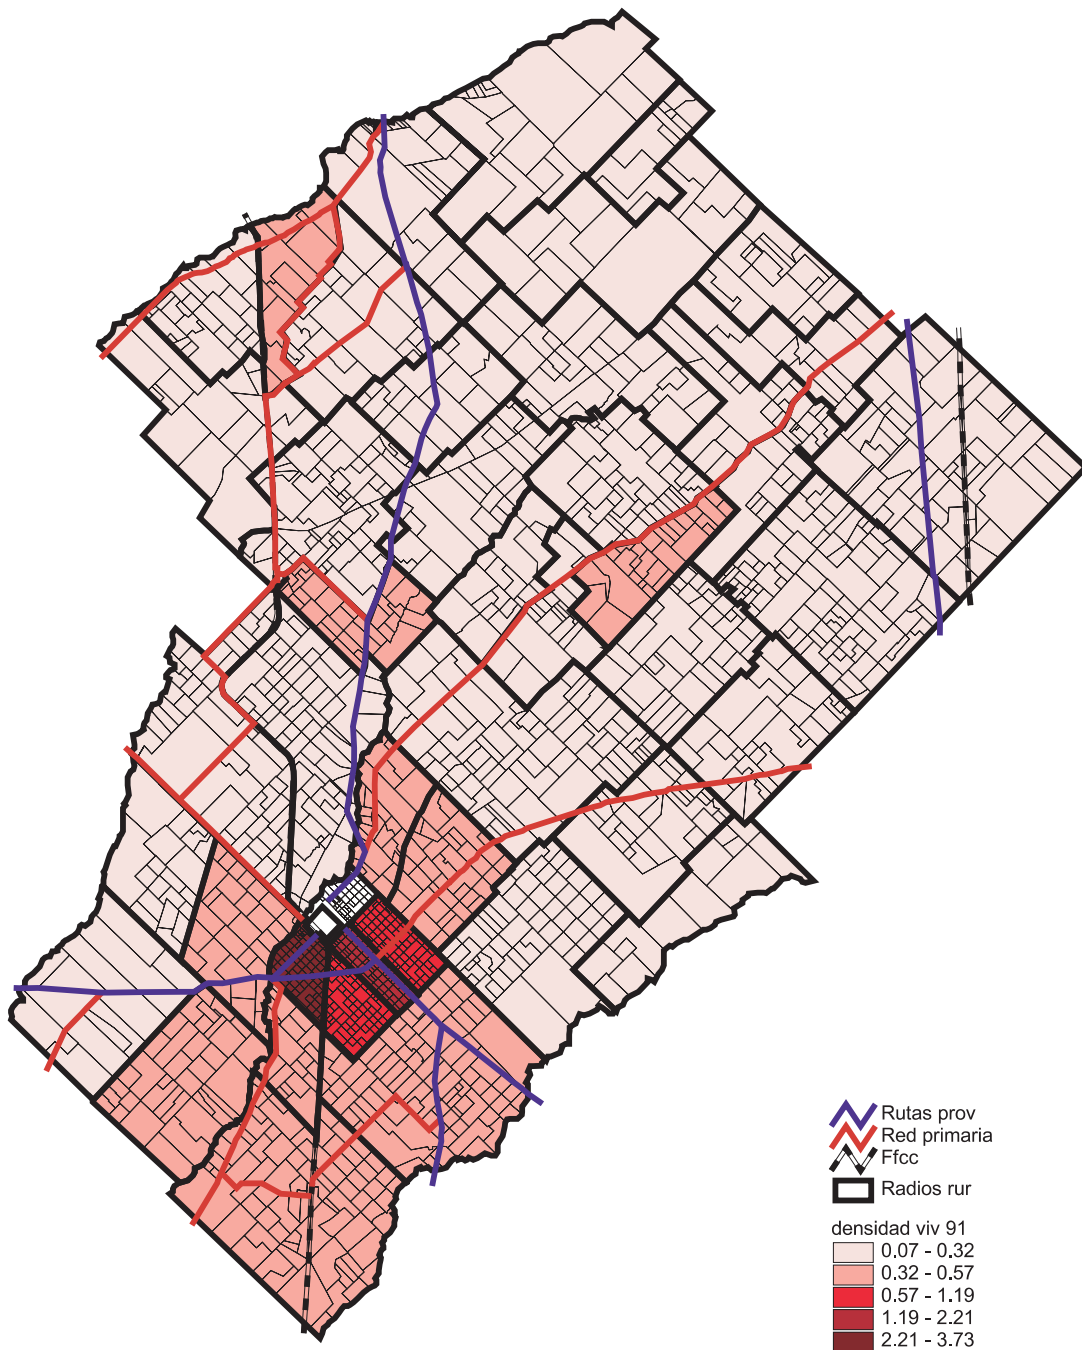 Rutas prov
Red primaria
Ffcc
Radios rur
densidad viv 91
0.07 - 0.32
0.32 - 0.57
0.57 - 1.19
1.19 - 2.21
2.21 - 3.73